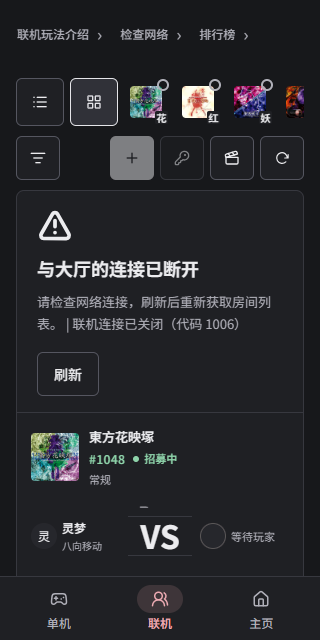 联机玩法介绍 › 检查网络 › 排行榜 ›
花 红 妖
与大厅的连接已断开
请检查网络连接，刷新后重新获取房间列
表。 | 联机连接已关闭（代码 1006）
刷新
東方花映塚
#1048 ● 招募中
常规
–
灵 灵梦
八向移动
VS
等待玩家
单机 联机 主页